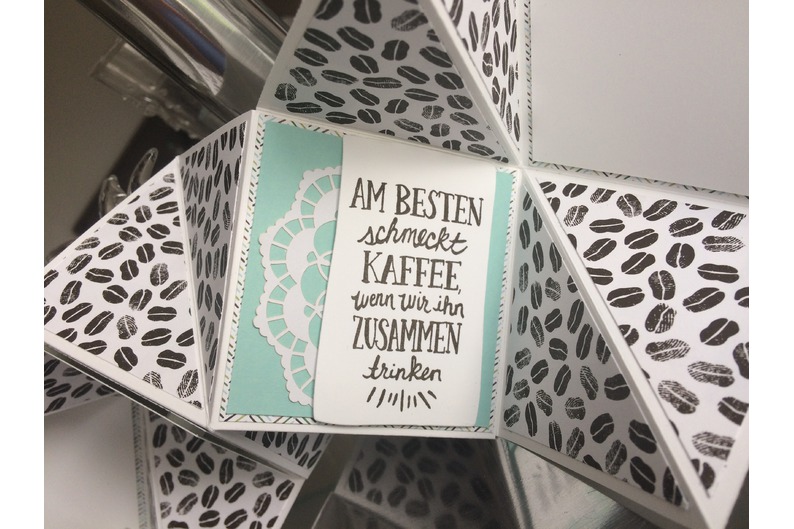 AM BESTEN
schmeckt
KAFFEE,
wenn wir ihn
ZUSAMMEN
trinken